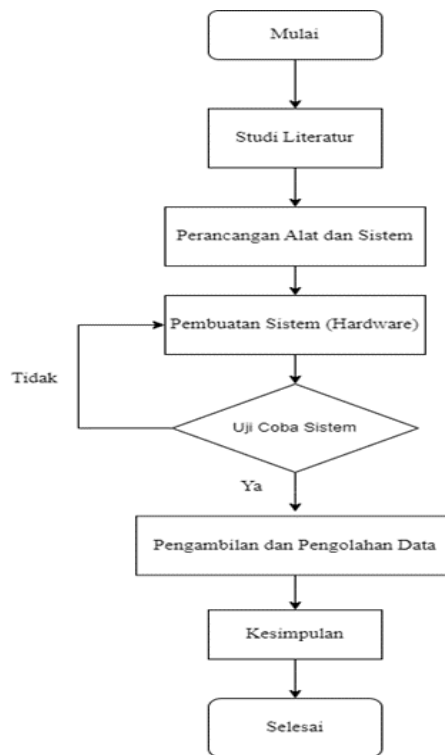 Mulai
Studi Literatur
Perancangan Alat dan Sistem
Pembuatan Sistem (Hardware)
Tidak
Uji Coba Sistem
Ya
Pengambilan dan Pengolahan Data
Kesimpulan
Selesai